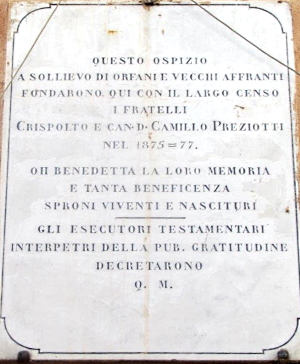 QUESTO OSPIZIO
A SOLLIEVO DI ORFANI E VECCHI AFFRANTI
FONDARONO QUI CON IL LARGO CENSO
I FRATELLI
CRISPOLTO E CAN·D· CAMILLO PREZIOTTI
NEL 1875=77.
OH BENEDETTA LA LORO MEMORIA
E TANTA BENEFICENZA
SPRONI VIVENTI E NASCITURI
GLI ESECUTORI TESTAMENTARI
INTERPETRI DELLA PUB. GRATITUDINE
DECRETARONO
Q. M.